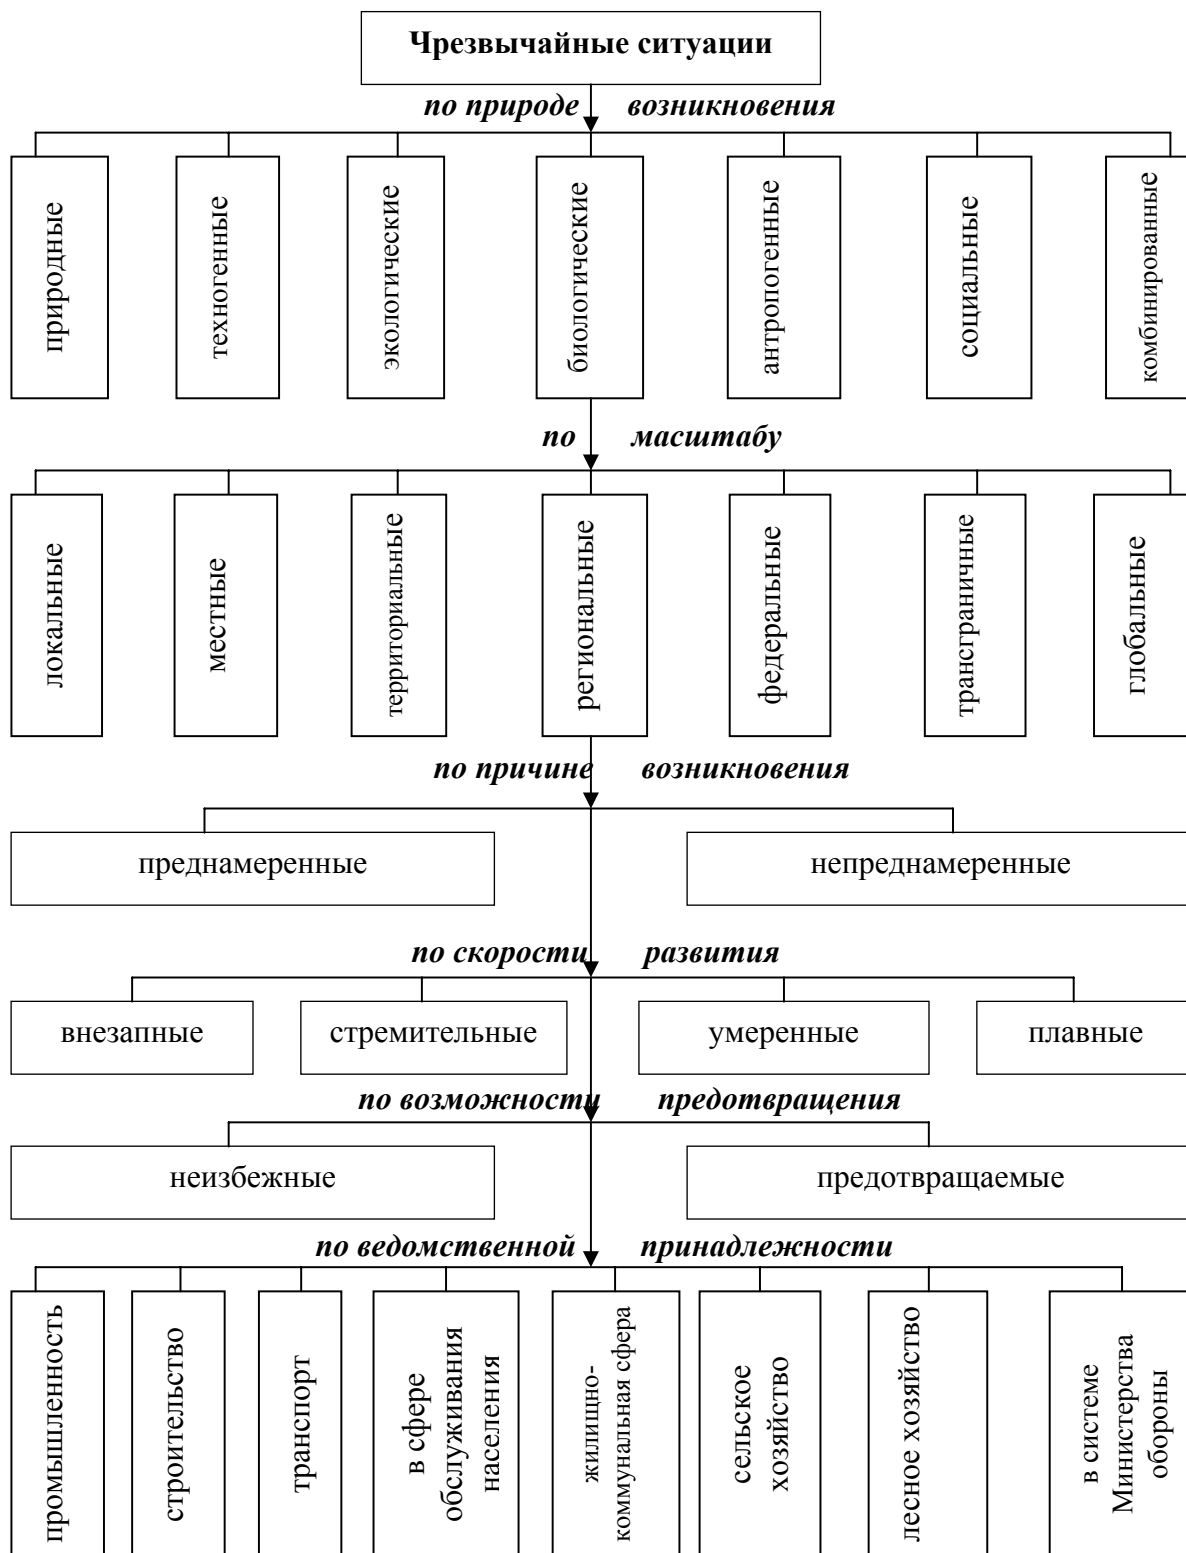 Чрезвычайные ситуации
по природе возникновения
природные
техногенные
экологические
биологические
антропогенные
социальные
комбинированные
по масштабу
локальные
местные
территориальные
региональные
федеральные
трансграничные
глобальные
по причине возникновения
преднамеренные
непреднамеренные
по скорости развития
внезапные
стремительные
умеренные
плавные
по возможности предотвращения
неизбежные
предотвращаемые
по ведомственной принадлежности
промышленность
строительство
транспорт
в сфере
обслуживания
населения
жилищно-
коммунальная сфера
сельское
хозяйство
лесное хозяйство
в системе
Министерства
обороны